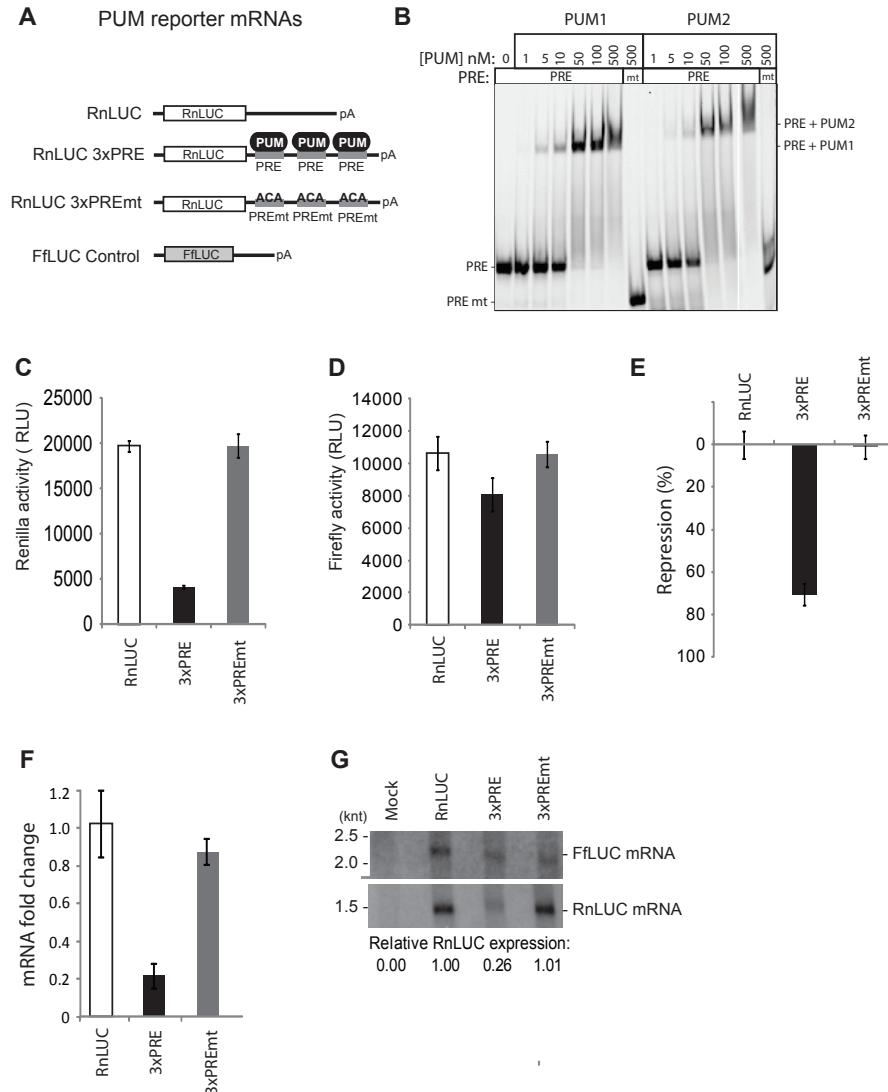 A
PUM reporter mRNAs
RnLUC
RnLUC
pA
RnLUC 3xPRE
RnLUC
PUM PUM PUM
PRE PRE PRE
pA
RnLUC 3xPREmt
RnLUC
ACA ACA ACA
PREmt PREmt PREmt
pA
FfLUC Control
FfLUC
pA
B
PUM1 PUM2
[PUM] nM: 0 1 5 10 50 100 500 500 1 5 10 50 100 500 500
PRE: PRE mt PRE mt
- PRE + PUM2
- PRE + PUM1
PRE -
PRE mt -
C
Renilla activity ( RLU)
25000
20000
15000
10000
5000
0
RnLUC 3xPRE 3xPREmt
D
Firefly activity (RLU)
14000
12000
10000
8000
6000
4000
2000
0
RnLUC 3xPRE 3xPREmt
E
RnLUC 3xPRE 3xPREmt
Repression (%)
0
20
40
60
80
100
F
mRNA fold change
1.2
1.0
0.8
0.6
0.4
0.2
0
RnLUC 3xPRE 3xPREmt
G
(knt) Mock RnLUC 3xPRE 3xPREmt
2.5 -
2.0 -
- FfLUC mRNA
1.5 -
- RnLUC mRNA
Relative RnLUC expression:
0.00 1.00 0.26 1.01